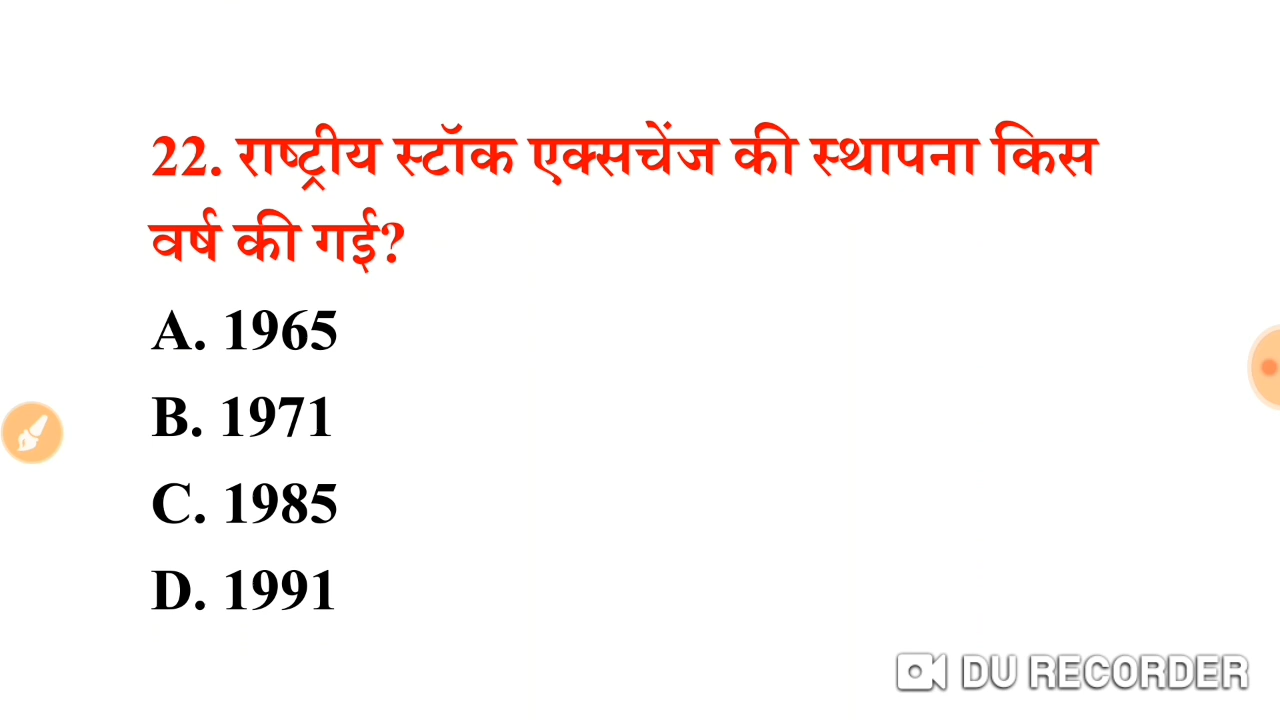 22. राष्ट्रीय स्टॉक एक्सचेंज की स्थापना किस
वर्ष की गई?
A. 1965
B. 1971
C. 1985
D. 1991
DU RECORDER